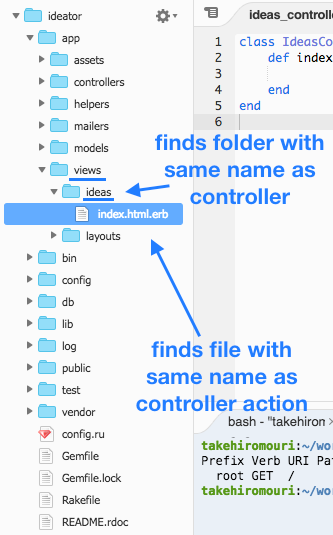 ideator
app
assets
controllers
helpers
mailers
models
views
ideas
index.html.erb
layouts
bin
config
db
lib
log
public
test
vendor
config.ru
Gemfile
Gemfile.lock
Rakefile
README.rdoc
ideas_controll
1 class IdeasCo
2 def index
3
4 end
5 end
6
finds folder with
same name as
controller
finds file with
same name as
controller action
bash - "takehirom
takehiromouri:~/wor
Prefix Verb URI Pa
root GET /
takehiromouri:~/wor